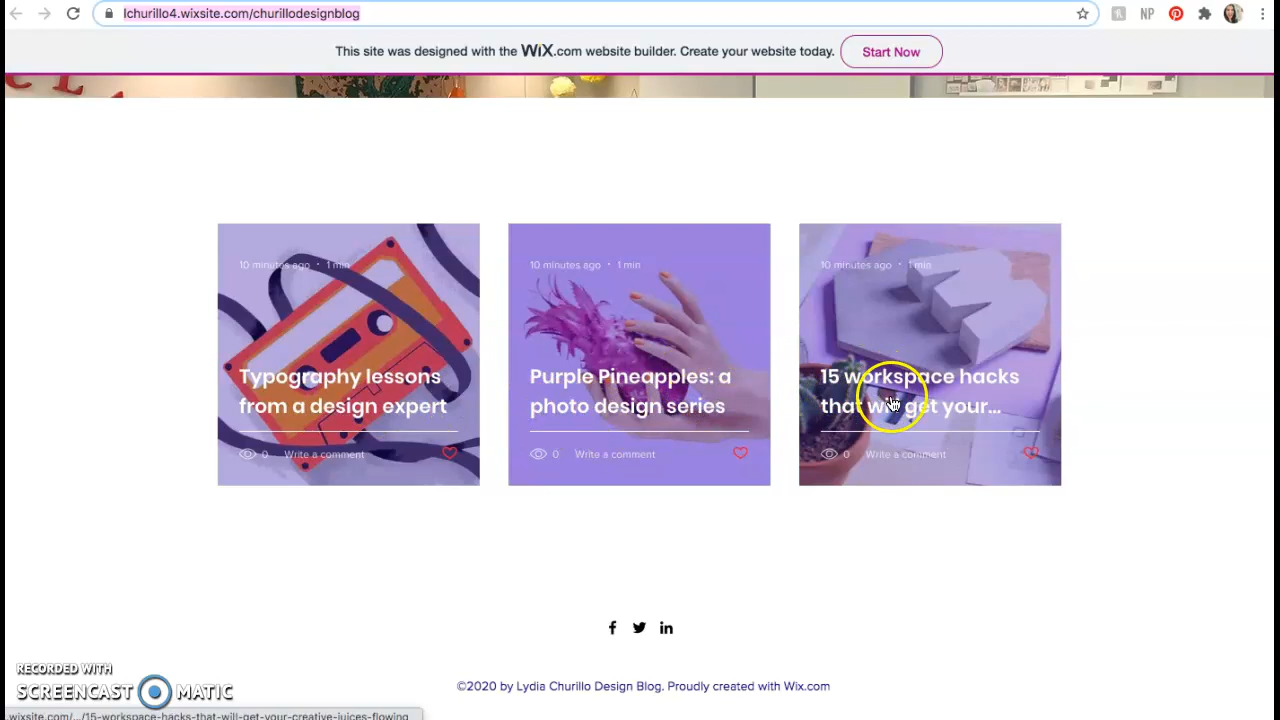 lchurillo4.wixsite.com/churillodesignblog
NP
This site was designed with the WiX.com website builder. Create your website today.
Start Now
10 minutes ago · 1 min
Typography lessons
from a design expert
0 Write a comment
10 minutes ago · 1 min
Purple Pineapples: a
photo design series
0 Write a comment
10 minutes ago · 1 min
15 workspace hacks
that will get your...
0 Write a comment
f in
©2020 by Lydia Churillo Design Blog. Proudly created with Wix.com
RECORDED WITH
SCREENCAST MATIC
wixsite.com/.../15-workspace-hacks-that-will-get-your-creative-juices-flowing